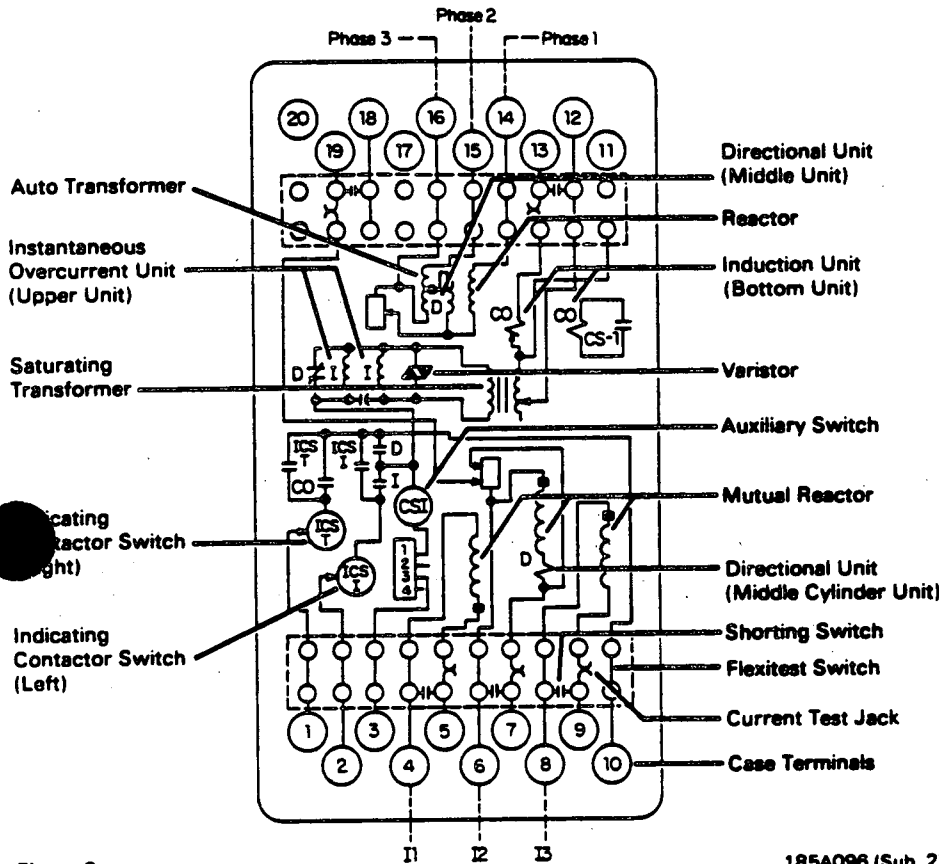 Phase 2
Phase 3
Phase 1
20
18
16
14
12
19
17
15
13
11
Auto Transformer
Instantaneous
Overcurrent Unit
(Upper Unit)
Saturating
Transformer
Contactor Switch
Indicating
Contactor Switch
(Left)
Directional Unit
(Middle Unit)
Reactor
Induction Unit
(Bottom Unit)
Varistor
Auxiliary Switch
Mutual Reactor
Directional Unit
(Middle Cylinder Unit)
Shorting Switch
Flexitest Switch
Current Test Jack
Case Terminals
D
D
CO
CO
CS-1
D
I
I
ICS
T
ICS
I
D
CO
I
CSI
ICS
T
ICS
I
1
2
3
4
D
1
3
5
7
9
2
4
6
8
10
I1
I2
I3
185A096 (Sub. 2